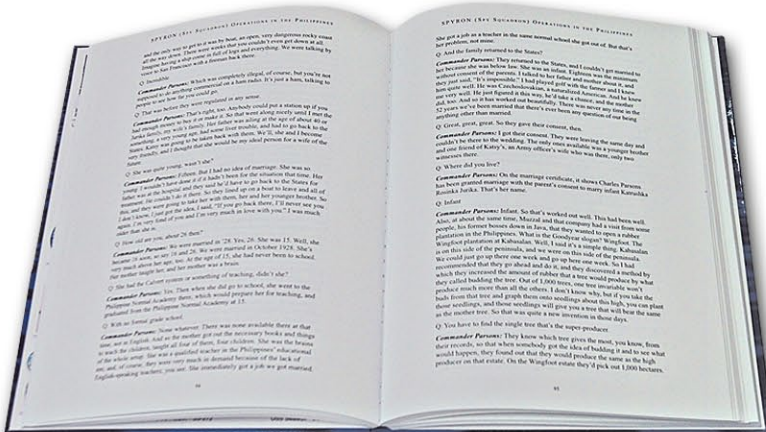 SPYRON (SPY SQUADRON) OPERATIONS IN THE PHILIPPINES
and the only way to get to it was by boat, an open, very dangerous rocky coast
all the way down. There were weeks that you couldn't even get down at all.
Imagine having a ship come in full of logs and everything. We were talking by
voice to San Francisco with a fireman back there.
Q: Incredible.
Commander Parsons: Which was completely illegal, of course, but you're not
supposed to do anything commercial on a ham radio. It's just a ham, talking to
people to see how far you could get.
Q: That was before they were regulated in any sense.
Commander Parsons: That's right, too. Anybody could put a station up if you
had enough money to buy it or make it. So that went along nicely until I met the
Jurika family, my wife's family. Her father was ailing at the age of about 40 or
something, a very young age, had some liver trouble, and had to go back to the
States. Katsy was going to be taken back with them. We'll, she and I become
very friendly, and I thought that she would be my ideal person for a wife of the
future.
Q: She was quite young, wasn't she?
Commander Parsons: Fifteen. But I had no idea of marriage. She was so
young. I wouldn't have done it if it hadn't been for the situation that time. Her
father was at the hospital and they said he'd have to go back to the States for
treatment. He couldn't do it there. So they lined up on a boat to leave and all of
this, and they were going to take with them, her and her younger brother. So
I don't know, I just got the idea, I said, "If you go back there, I'll never see you
again. I'm very fond of you and I'm very much in love with you." I was much
older than she is.
Q: How old are you, about 26 then?
Commander Parsons: We were married in '28. Yes, 26. She was 15. Well, she
became 16 soon, so say 16 and 26. We were married in October 1928. She's
very much above her age, too. At the age of 15, she had never been to school.
Her mother taught her, and her mother was a brain.
Q: She had the Calvert system or something of teaching, didn't she?
Commander Parsons: Yes. Then when she did go to school, she went to the
Philippine Normal Academy there, which would prepare her for teaching, and
graduated from the Philippine Normal Academy at 15.
Q: With no formal grade school.
Commander Parsons: None whatever. There was none available there at that
time, not in English. And so the mother got out the necessary books and things
to teach the children, taught all four of them, four children. She was the brains
of the whole setup. She was a qualified teacher in the Philippines' educational
set, and, of course, they were very much in demand because of the lack of
English-speaking teachers, you see. She immediately got a job we got married.
SPYRON (SPY SQUADRON) OPERATIONS IN THE PHILIPPINES
She got a job as a teacher in the same normal school she got out of. But that's
her problem, not mine.
Q: And the family returned to the States?
Commander Parsons: They returned to the States, and I couldn't get married to
her because she was below law. She was an infant. Eighteen was the minimum
without consent of the parents. I talked to her father and mother about it, and
they just said, "It's impossible." I had played golf with the farmer and I knew
him quite well. He was Czechoslovakian, a naturalized American. And he knew
me very well. He just figured it this way, he'd take a chance, and the mother
did, too. And so it has worked out beautifully. There was never any time in the
52 years we've been married that there's ever been any question of our being
anything other than married.
Q: Great, great, great. So they gave their consent, then.
Commander Parsons: I got their consent. They were leaving the same day and
couldn't be there to the wedding. The only ones available was a younger brother
and one friend of Katsy's, an Army officer's wife who was there, only two
witnesses there.
Q: Where did you live?
Commander Parsons: On the marriage certificate, it shows Charles Parsons
has been granted marriage with the parent's consent to marry infant Katrushka
Rosinka Jurika. That's her name.
Q: Infant
Commander Parsons: Infant. So that's worked out well. This had been well.
Also, at about the same time, Muzzal and that company had a visit from some
people, his former bosses down in Java, that they wanted to open a rubber
plantation in the Philippines. What is the Goodyear slogan? Wingfoot. The
Wingfoot plantation at Kabasalan. Well, I said it's a simple thing. Kabasalan
is on this side of the peninsula, and we were on this side of the peninsula.
We could just go up there one week and go up here one week. So I had
recommended that they go ahead and do it, and they discovered a method by
which they increased the amount of rubber that a tree would produce by what
they called budding the tree. Out of 1,000 trees, one tree invariable won't
produce much more than all the others. I don't know why, but if you take the
buds from that tree and graph them onto seedlings about this high, you can plant
those seedlings, and those seedlings will give you a tree that will bear the same
as the mother tree. So that was quite a new invention in those days.
Q: You have to find the single tree that's the super-producer.
Commander Parsons: They know which tree gives the most, you know, from
their records, so that when somebody got the idea of budding it and to see what
would happen, they found out that they would produce the same as the high
producer on that estate. On the Wingfoot estate they'd pick out 1,000 hectares.